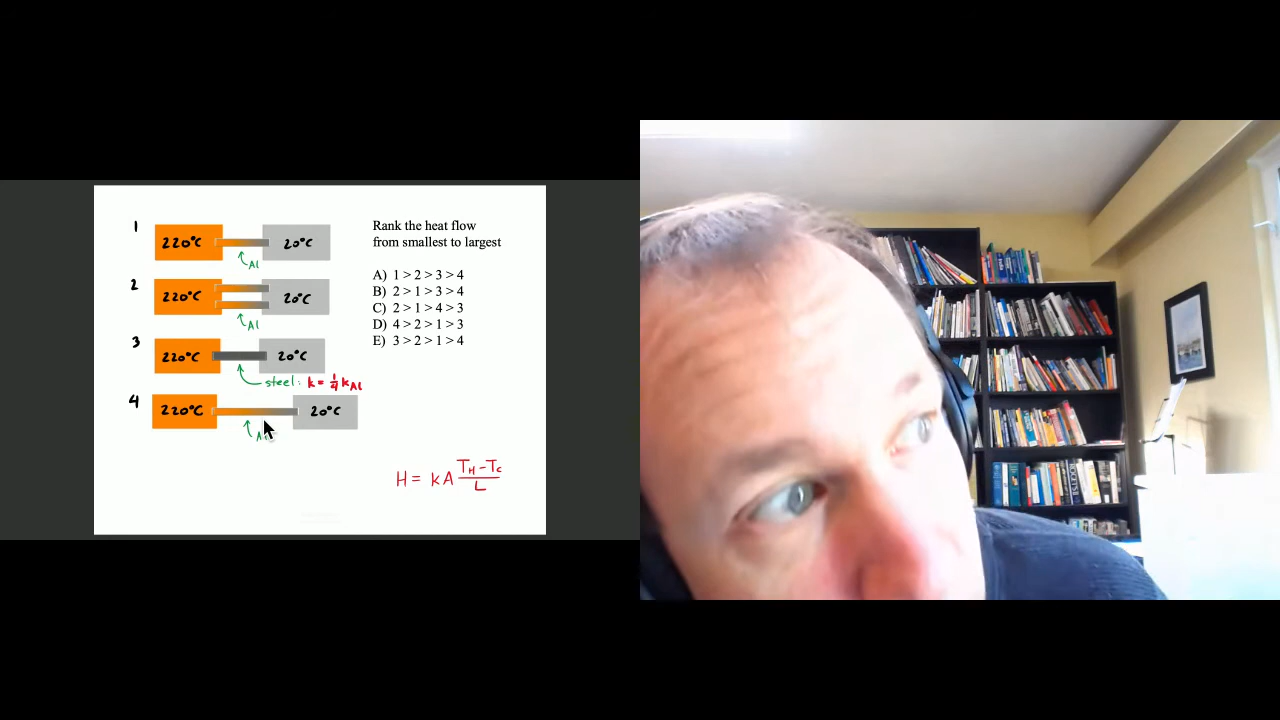 1
220°C
20°C
Al
2
220°C
20°C
Al
3
220°C
20°C
steel: k = 1/4 kAl
4
220°C
20°C
Rank the heat flow
from smallest to largest
A) 1 > 2 > 3 > 4
B) 2 > 1 > 3 > 4
C) 2 > 1 > 4 > 3
D) 4 > 2 > 1 > 3
E) 3 > 2 > 1 > 4
H = kA (TH - Tc)/L